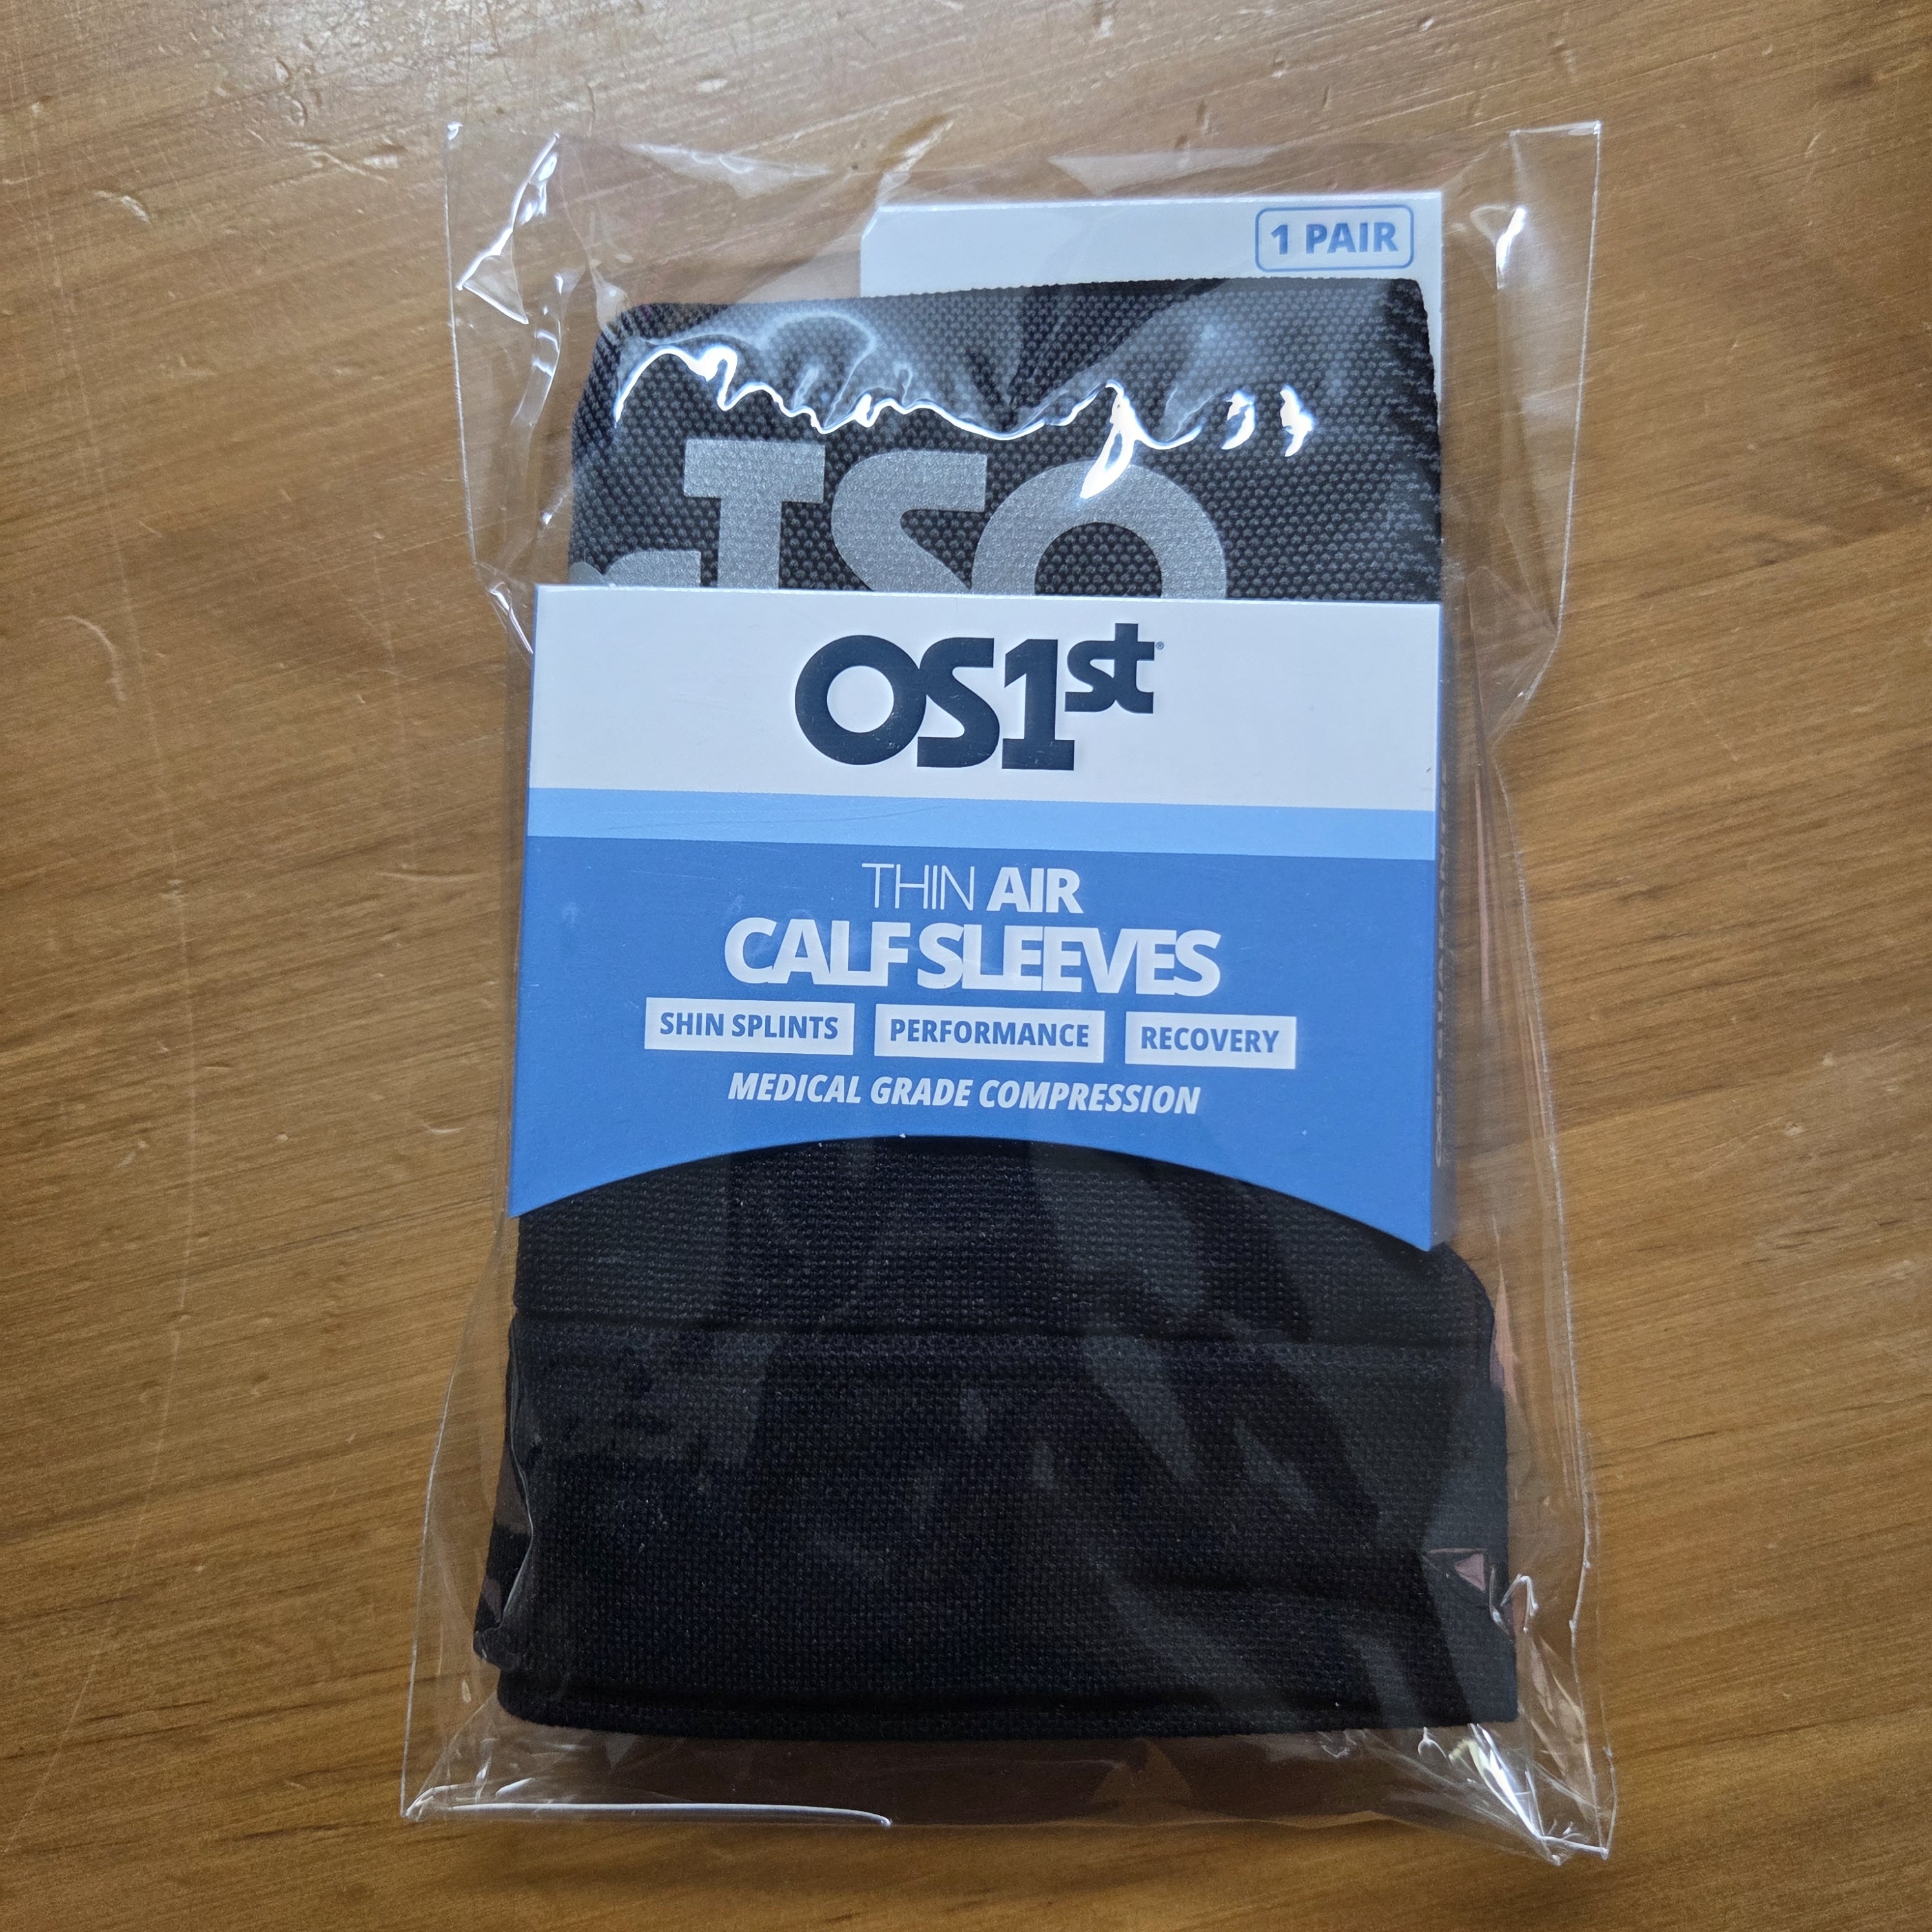 1 PAIR
OS1st®
THIN AIR
CALF SLEEVES
SHIN SPLINTS PERFORMANCE RECOVERY
MEDICAL GRADE COMPRESSION